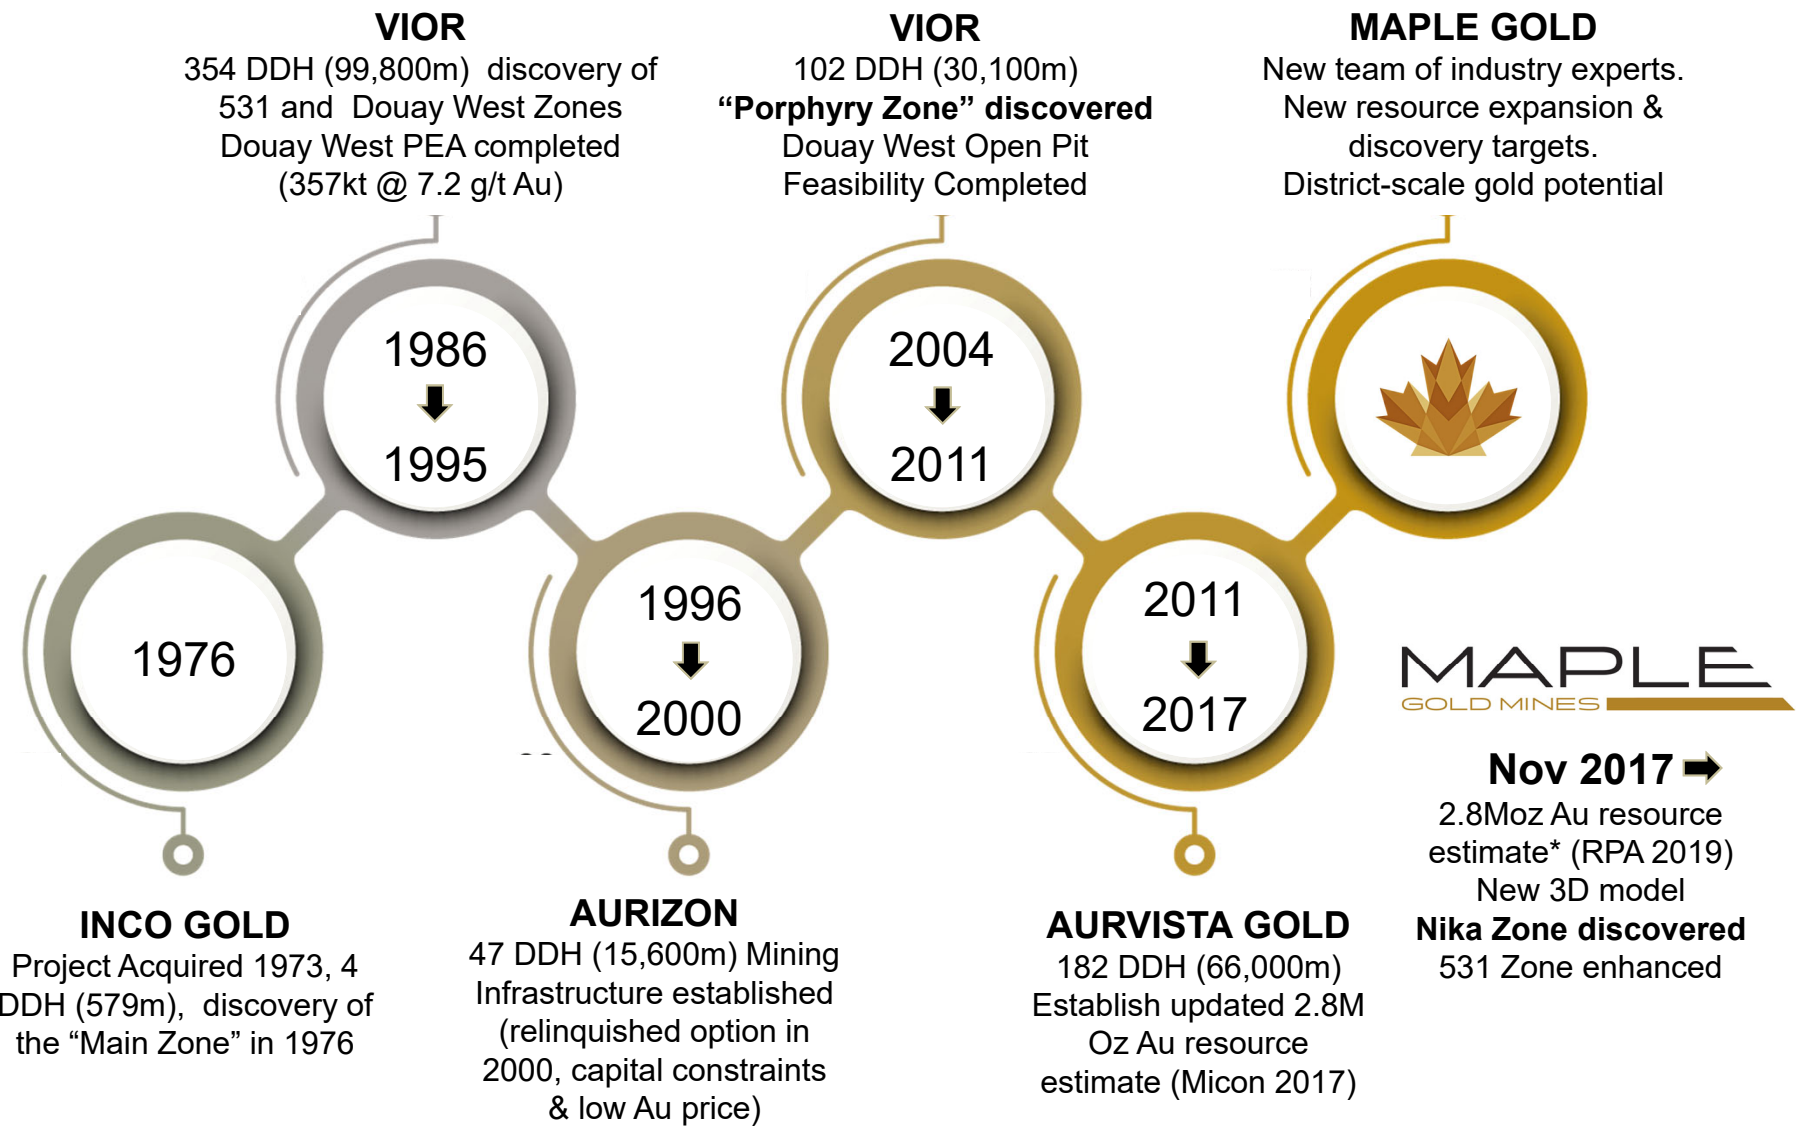 VIOR
354 DDH (99,800m) discovery of
531 and Douay West Zones
Douay West PEA completed
(357kt @ 7.2 g/t Au)
VIOR
102 DDH (30,100m)
“Porphyry Zone” discovered
Douay West Open Pit
Feasibility Completed
MAPLE GOLD
New team of industry experts.
New resource expansion &
discovery targets.
District-scale gold potential
1986
1995
2004
2011
1976
1996
2000
2011
2017
MAPLE
GOLD MINES
Nov 2017
2.8Moz Au resource
estimate* (RPA 2019)
New 3D model
Nika Zone discovered
531 Zone enhanced
INCO GOLD
Project Acquired 1973, 4
DDH (579m), discovery of
the “Main Zone” in 1976
AURIZON
47 DDH (15,600m) Mining
Infrastructure established
(relinquished option in
2000, capital constraints
& low Au price)
AURVISTA GOLD
182 DDH (66,000m)
Establish updated 2.8M
Oz Au resource
estimate (Micon 2017)